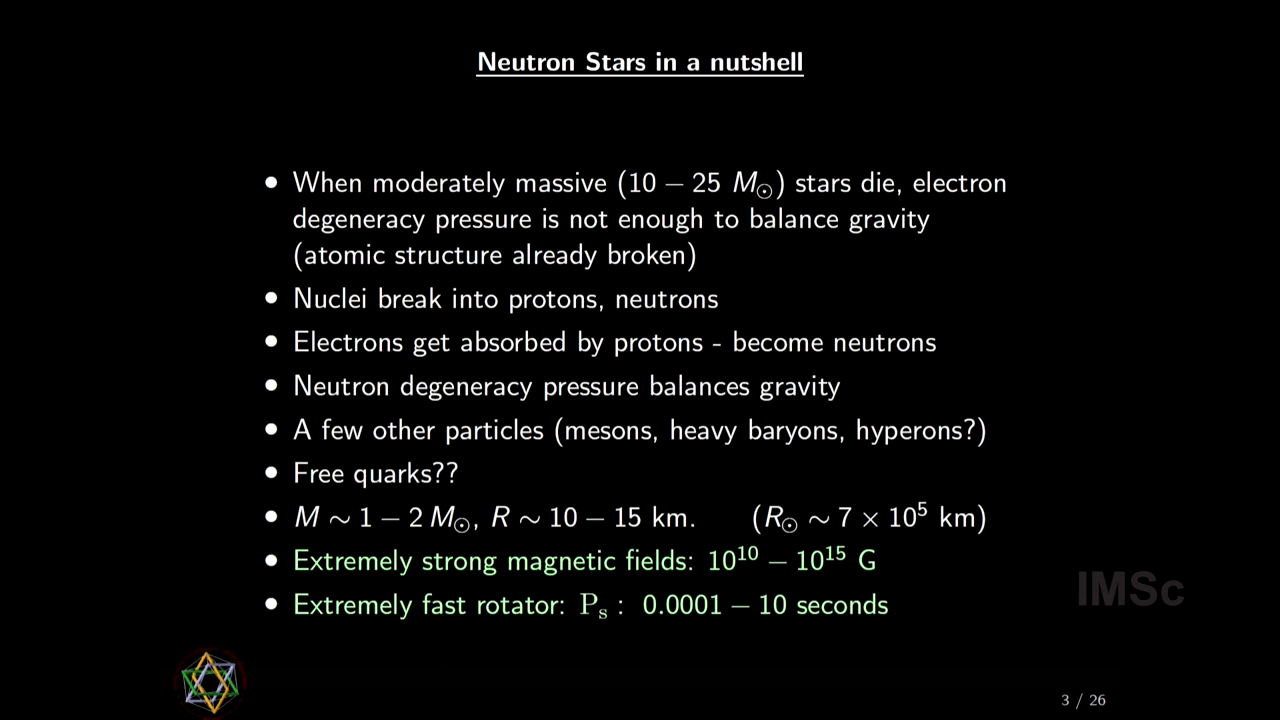 Neutron Stars in a nutshell
• When moderately massive (10 − 25 M⊙) stars die, electron
degeneracy pressure is not enough to balance gravity
(atomic structure already broken)
• Nuclei break into protons, neutrons
• Electrons get absorbed by protons - become neutrons
• Neutron degeneracy pressure balances gravity
• A few other particles (mesons, heavy baryons, hyperons?)
• Free quarks??
• M ∼ 1 − 2 M⊙, R ∼ 10 − 15 km. (R⊙ ∼ 7 × 10⁵ km)
• Extremely strong magnetic fields: 10¹⁰ − 10¹⁵ G
• Extremely fast rotator: Pₛ : 0.0001 − 10 seconds
IMSc
3 / 26